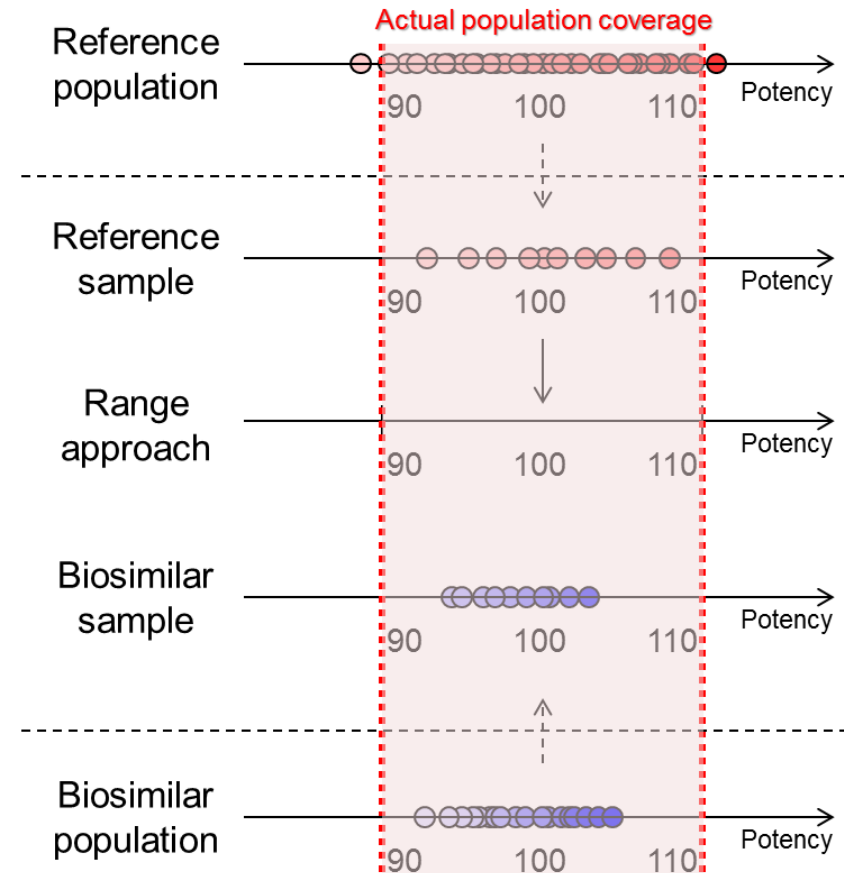 Actual population coverage
Reference
population
Potency
90 100 110
Reference
sample
Potency
90 100 110
Range
approach
Potency
90 100 110
Biosimilar
sample
Potency
90 100 110
Biosimilar
population
Potency
90 100 110